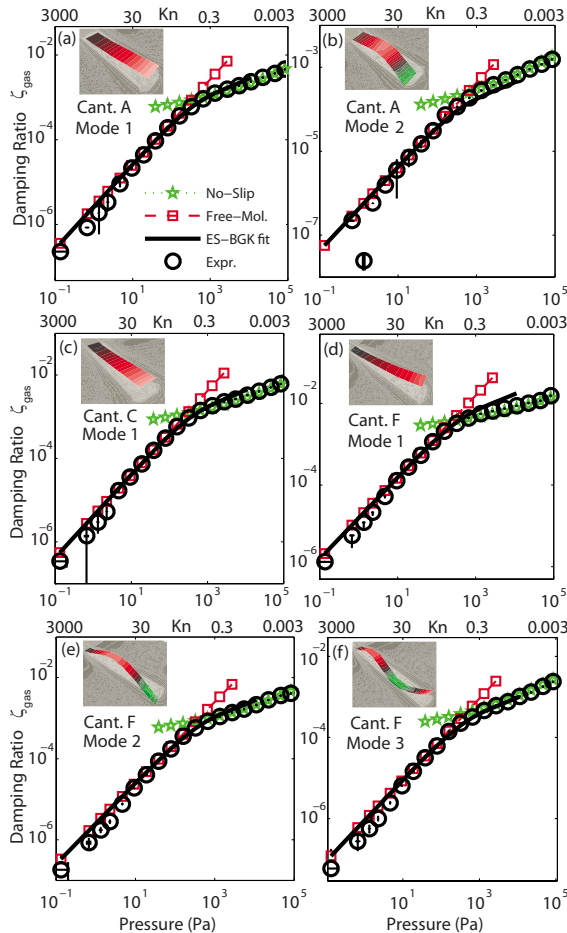 3000 30 Kn 0.3 0.003
(a)
Cant. A
Mode 1
No-Slip
Free-Mol.
ES-BGK fit
Expr.
Damping Ratio ζgas
10^-2
10^-4
10^-6
10^-1 10^1 10^3 10^5
3000 30 Kn 0.3 0.003
(b)
Cant. A
Mode 2
10^-3
10^-5
10^-7
10^-1 10^1 10^3 10^5
3000 30 Kn 0.3 0.003
(c)
Cant. C
Mode 1
Damping Ratio ζgas
10^-2
10^-4
10^-6
10^-1 10^1 10^3 10^5
3000 30 Kn 0.3 0.003
(d)
Cant. F
Mode 1
10^-2
10^-4
10^-6
10^-1 10^1 10^3 10^5
3000 30 Kn 0.3 0.003
(e)
Cant. F
Mode 2
Damping Ratio ζgas
10^-2
10^-4
10^-6
10^-1 10^1 10^3 10^5
Pressure (Pa)
3000 30 Kn 0.3 0.003
(f)
Cant. F
Mode 3
10^-2
10^-4
10^-6
10^-1 10^1 10^3 10^5
Pressure (Pa)